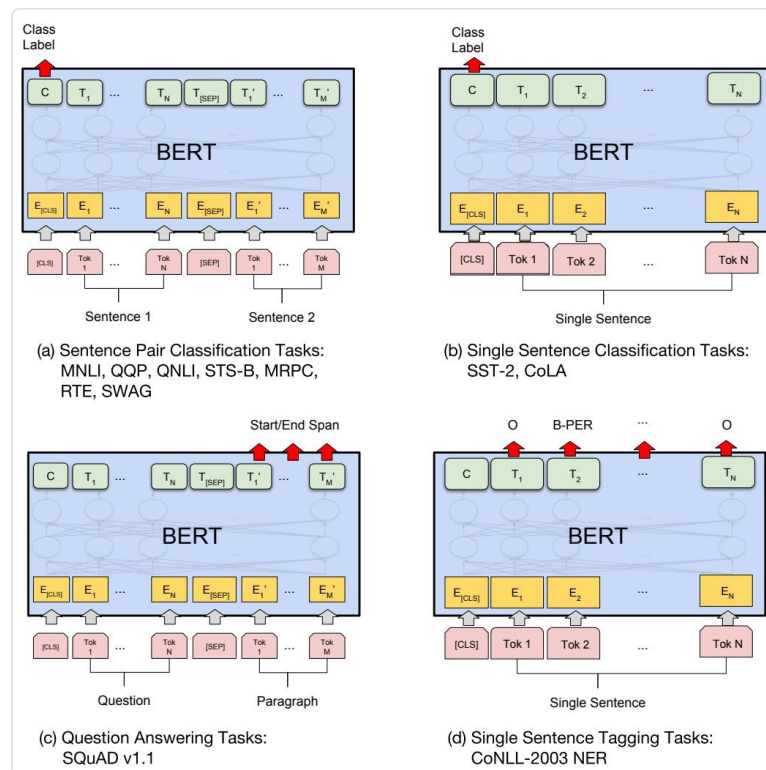 Class
Label
C T1 ... TN T[SEP] T1' ... TM'
BERT
E[CLS] E1 ... EN E[SEP] E1' ... EM'
[CLS] Tok 1 ... Tok N [SEP] Tok 1 ... Tok M
Sentence 1 Sentence 2
(a) Sentence Pair Classification Tasks:
MNLI, QQP, QNLI, STS-B, MRPC,
RTE, SWAG
Class
Label
C T1 T2 ... TN
BERT
E[CLS] E1 E2 ... EN
[CLS] Tok 1 Tok 2 ... Tok N
Single Sentence
(b) Single Sentence Classification Tasks:
SST-2, CoLA
Start/End Span
C T1 ... TN T[SEP] T1' ... TM'
BERT
E[CLS] E1 ... EN E[SEP] E1' ... EM'
[CLS] Tok 1 ... Tok N [SEP] Tok 1 ... Tok M
Question Paragraph
(c) Question Answering Tasks:
SQuAD v1.1
O B-PER ... O
C T1 T2 ... TN
BERT
E[CLS] E1 E2 ... EN
[CLS] Tok 1 Tok 2 ... Tok N
Single Sentence
(d) Single Sentence Tagging Tasks:
CoNLL-2003 NER